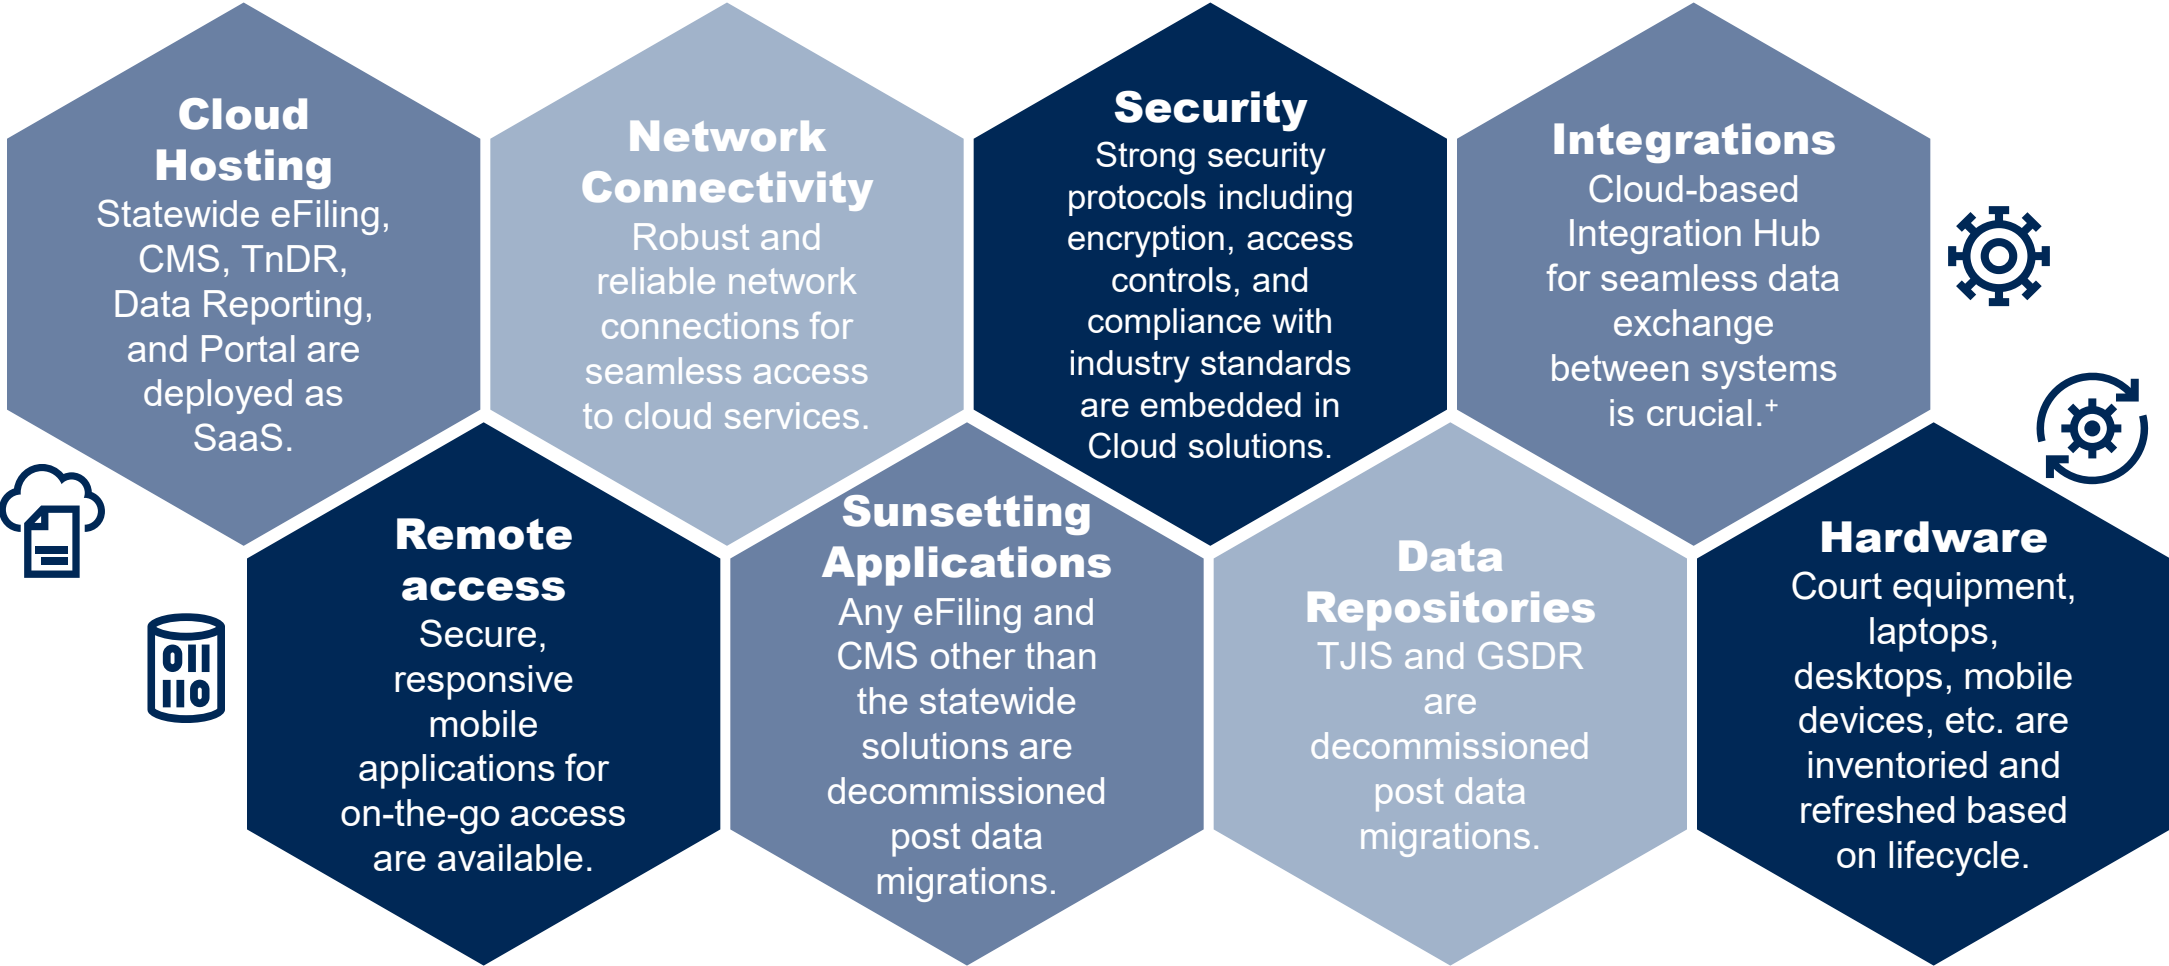 Cloud
Hosting
Statewide eFiling,
CMS, TnDR,
Data Reporting,
and Portal are
deployed as
SaaS.
Network
Connectivity
Robust and
reliable network
connections for
seamless access
to cloud services.
Security
Strong security
protocols including
encryption, access
controls, and
compliance with
industry standards
are embedded in
Cloud solutions.
Integrations
Cloud-based
Integration Hub
for seamless data
exchange
between systems
is crucial.⁺
Remote
access
Secure,
responsive
mobile
applications for
on-the-go access
are available.
Sunsetting
Applications
Any eFiling and
CMS other than
the statewide
solutions are
decommissioned
post data
migrations.
Data
Repositories
TJIS and GSDR
are
decommissioned
post data
migrations.
Hardware
Court equipment,
laptops,
desktops, mobile
devices, etc. are
inventoried and
refreshed based
on lifecycle.
OII
IIO